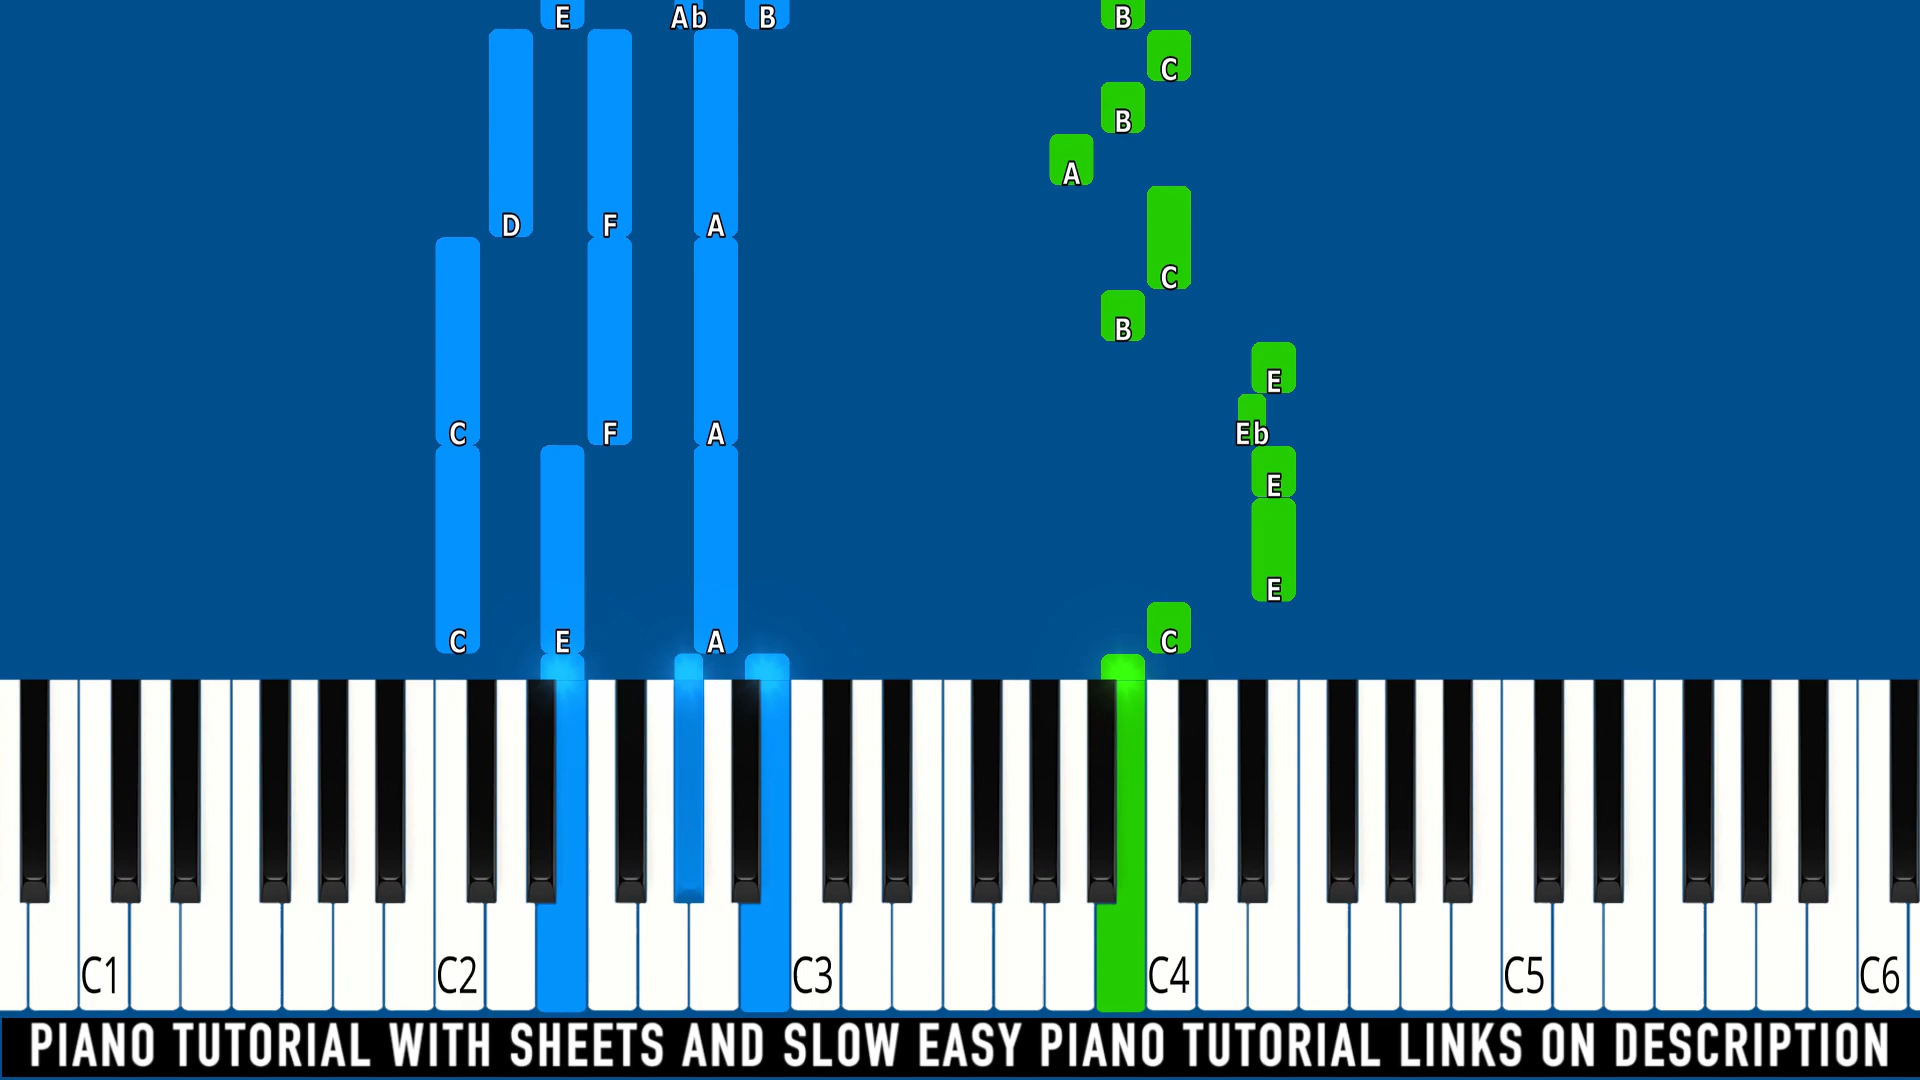 E Ab B B
C
B
A
D F A
C
B
E
C F A Eb
E
E
C E A C
C1 C2 C3 C4 C5 C6
PIANO TUTORIAL WITH SHEETS AND SLOW EASY PIANO TUTORIAL LINKS ON DESCRIPTION